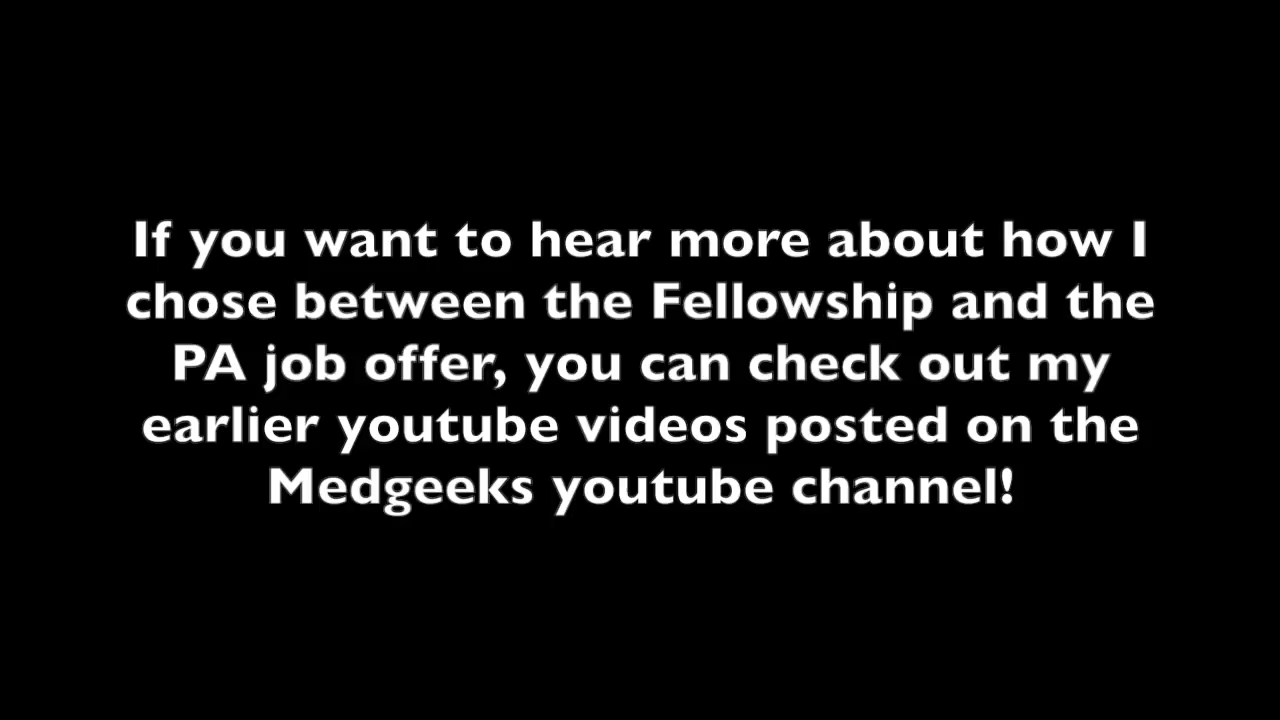 If you want to hear more about how I
chose between the Fellowship and the
PA job offer, you can check out my
earlier youtube videos posted on the
Medgeeks youtube channel!